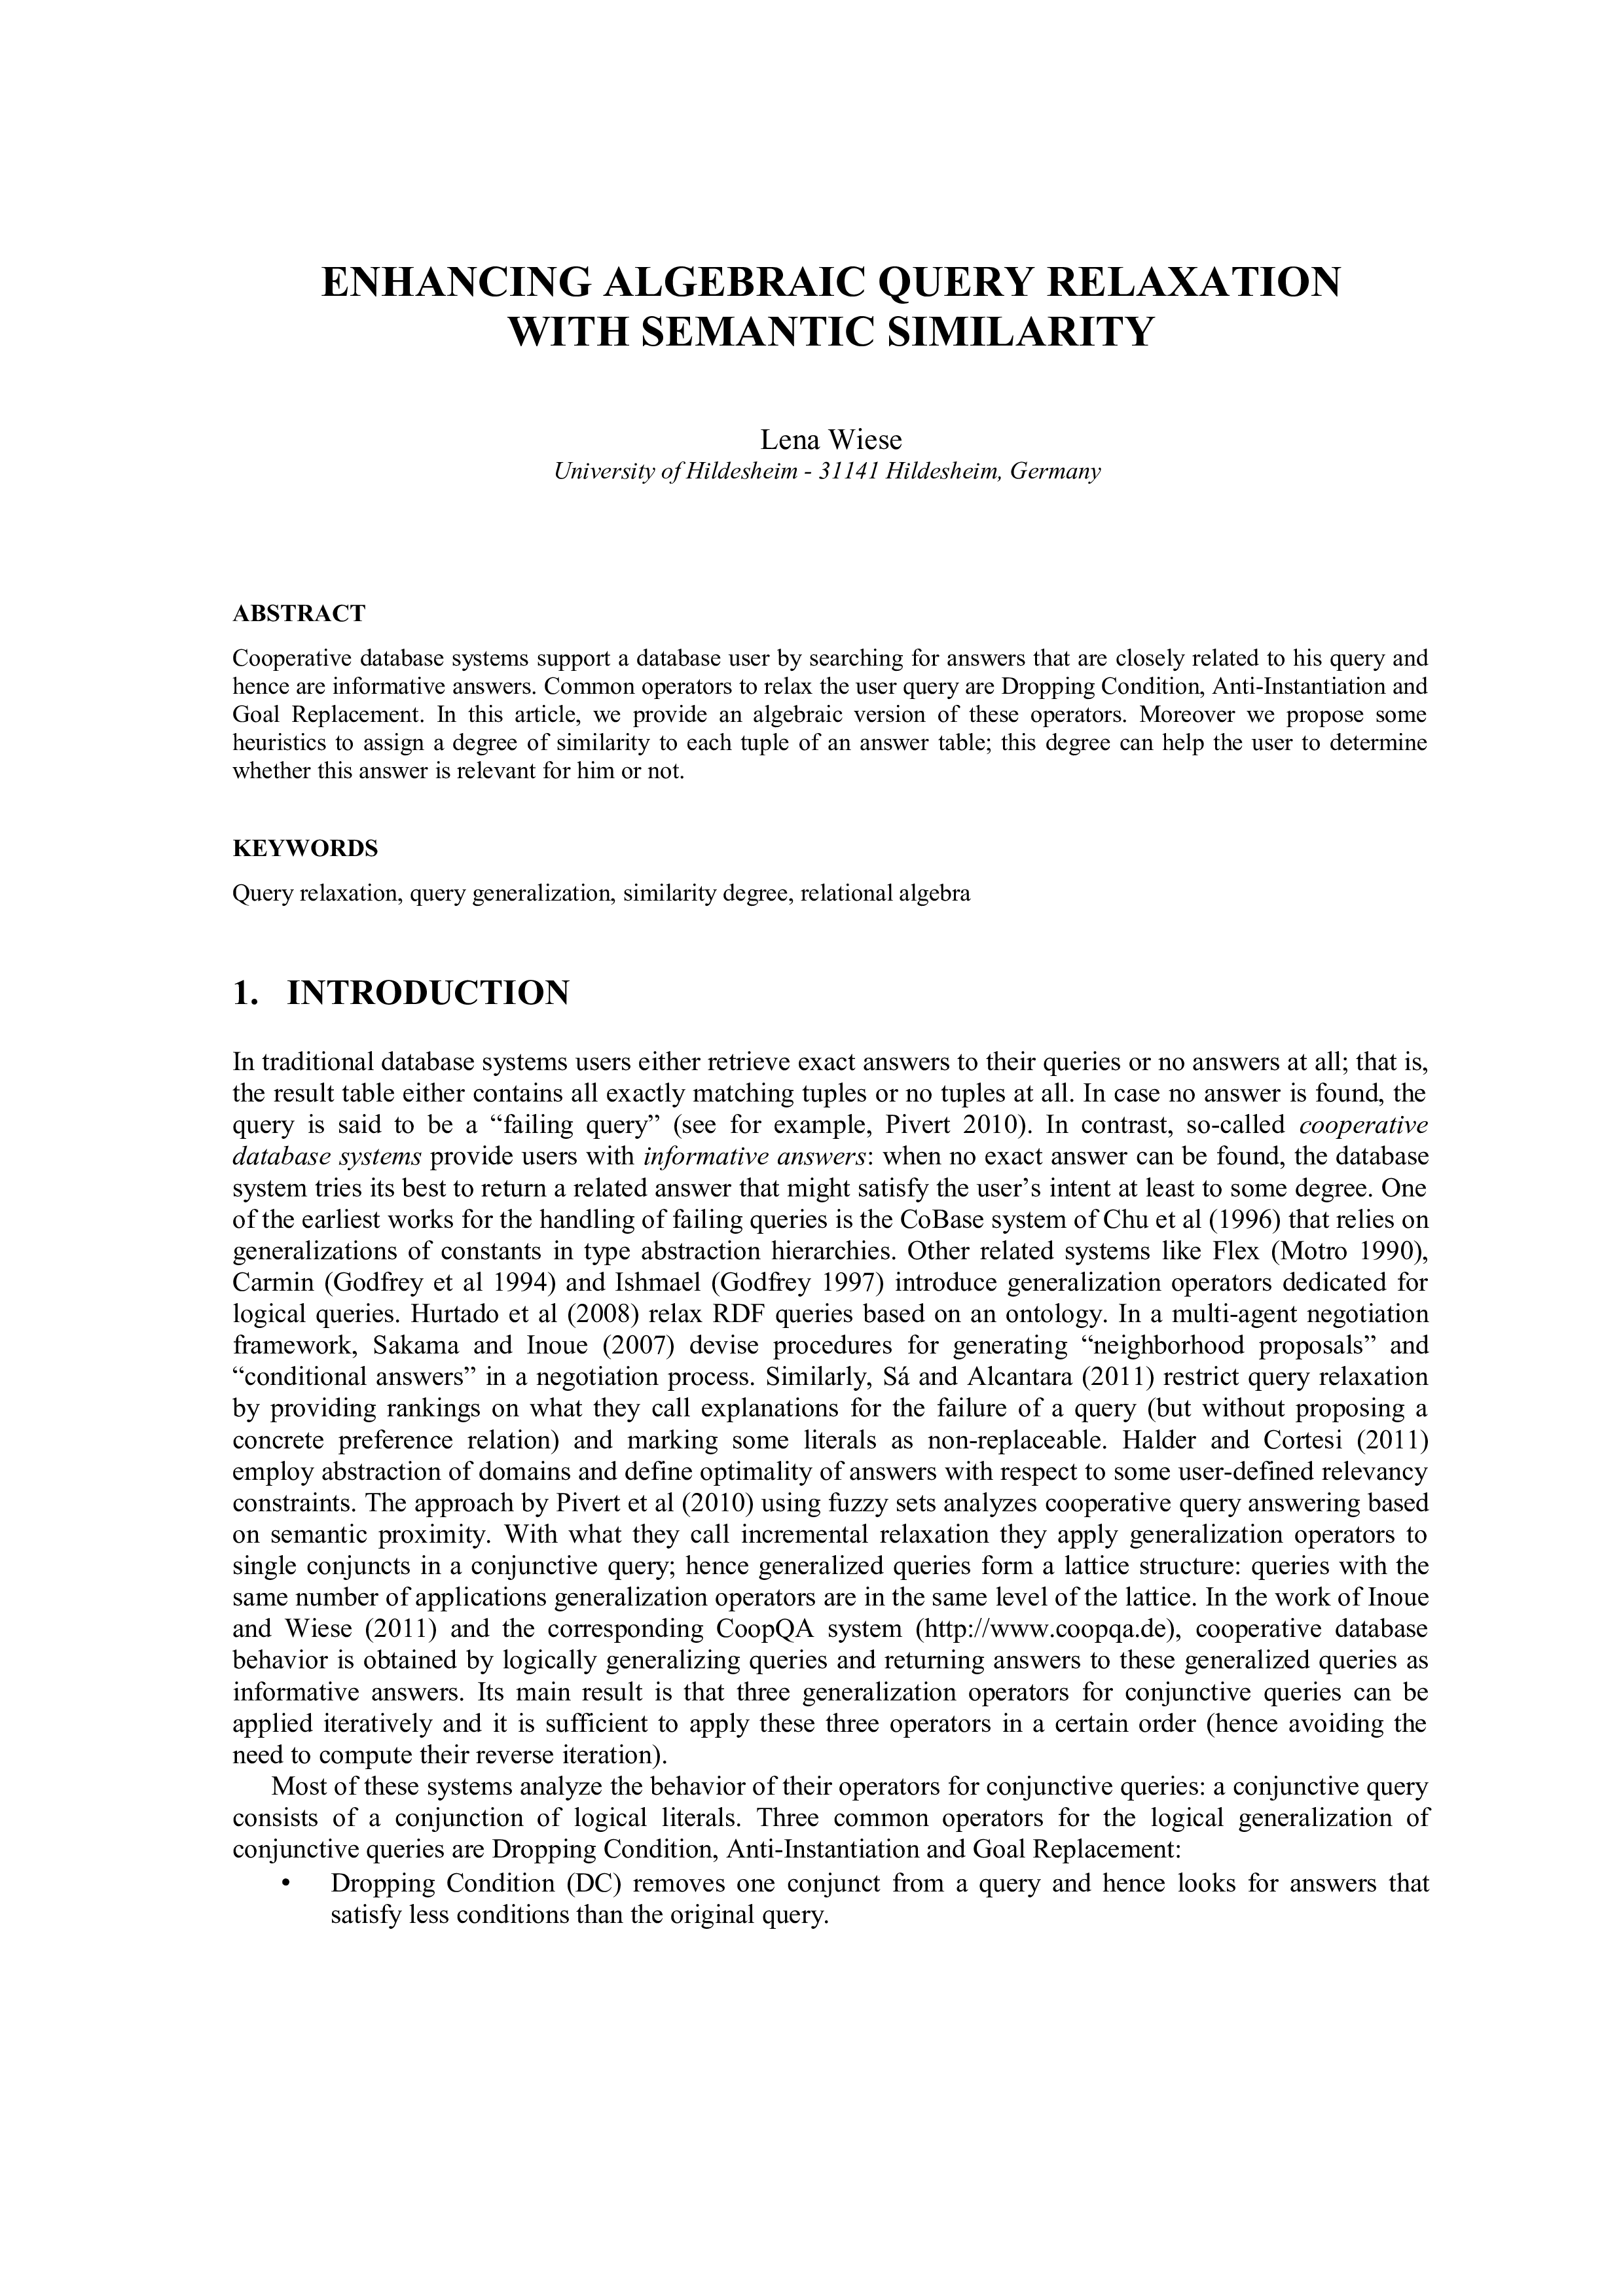 ENHANCING ALGEBRAIC QUERY RELAXATION
WITH SEMANTIC SIMILARITY
Lena Wiese
University of Hildesheim - 31141 Hildesheim, Germany
ABSTRACT
Cooperative database systems support a database user by searching for answers that are closely related to his query and
hence are informative answers. Common operators to relax the user query are Dropping Condition, Anti-Instantiation and
Goal Replacement. In this article, we provide an algebraic version of these operators. Moreover we propose some
heuristics to assign a degree of similarity to each tuple of an answer table; this degree can help the user to determine
whether this answer is relevant for him or not.
KEYWORDS
Query relaxation, query generalization, similarity degree, relational algebra
1. INTRODUCTION
In traditional database systems users either retrieve exact answers to their queries or no answers at all; that is,
the result table either contains all exactly matching tuples or no tuples at all. In case no answer is found, the
query is said to be a “failing query” (see for example, Pivert 2010). In contrast, so-called cooperative
database systems provide users with informative answers: when no exact answer can be found, the database
system tries its best to return a related answer that might satisfy the user’s intent at least to some degree. One
of the earliest works for the handling of failing queries is the CoBase system of Chu et al (1996) that relies on
generalizations of constants in type abstraction hierarchies. Other related systems like Flex (Motro 1990),
Carmin (Godfrey et al 1994) and Ishmael (Godfrey 1997) introduce generalization operators dedicated for
logical queries. Hurtado et al (2008) relax RDF queries based on an ontology. In a multi-agent negotiation
framework, Sakama and Inoue (2007) devise procedures for generating “neighborhood proposals” and
“conditional answers” in a negotiation process. Similarly, Sá and Alcantara (2011) restrict query relaxation
by providing rankings on what they call explanations for the failure of a query (but without proposing a
concrete preference relation) and marking some literals as non-replaceable. Halder and Cortesi (2011)
employ abstraction of domains and define optimality of answers with respect to some user-defined relevancy
constraints. The approach by Pivert et al (2010) using fuzzy sets analyzes cooperative query answering based
on semantic proximity. With what they call incremental relaxation they apply generalization operators to
single conjuncts in a conjunctive query; hence generalized queries form a lattice structure: queries with the
same number of applications generalization operators are in the same level of the lattice. In the work of Inoue
and Wiese (2011) and the corresponding CoopQA system (http://www.coopqa.de), cooperative database
behavior is obtained by logically generalizing queries and returning answers to these generalized queries as
informative answers. Its main result is that three generalization operators for conjunctive queries can be
applied iteratively and it is sufficient to apply these three operators in a certain order (hence avoiding the
need to compute their reverse iteration).
Most of these systems analyze the behavior of their operators for conjunctive queries: a conjunctive query
consists of a conjunction of logical literals. Three common operators for the logical generalization of
conjunctive queries are Dropping Condition, Anti-Instantiation and Goal Replacement:
• Dropping Condition (DC) removes one conjunct from a query and hence looks for answers that
satisfy less conditions than the original query.